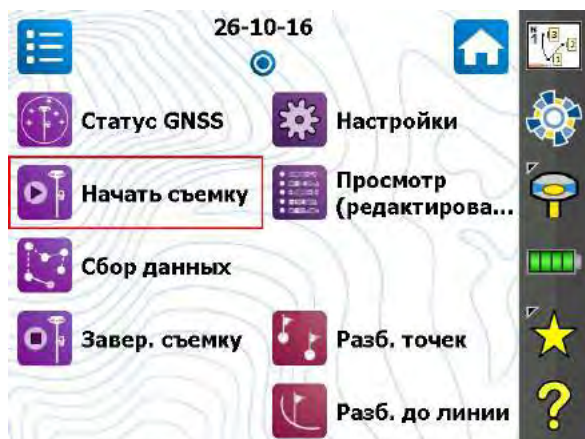 26-10-16
Статус GNSS
Настройки
Начать съемку
Просмотр
(редактирова...
Сбор данных
Завер. съемку
Разб. точек
Разб. до линии
?